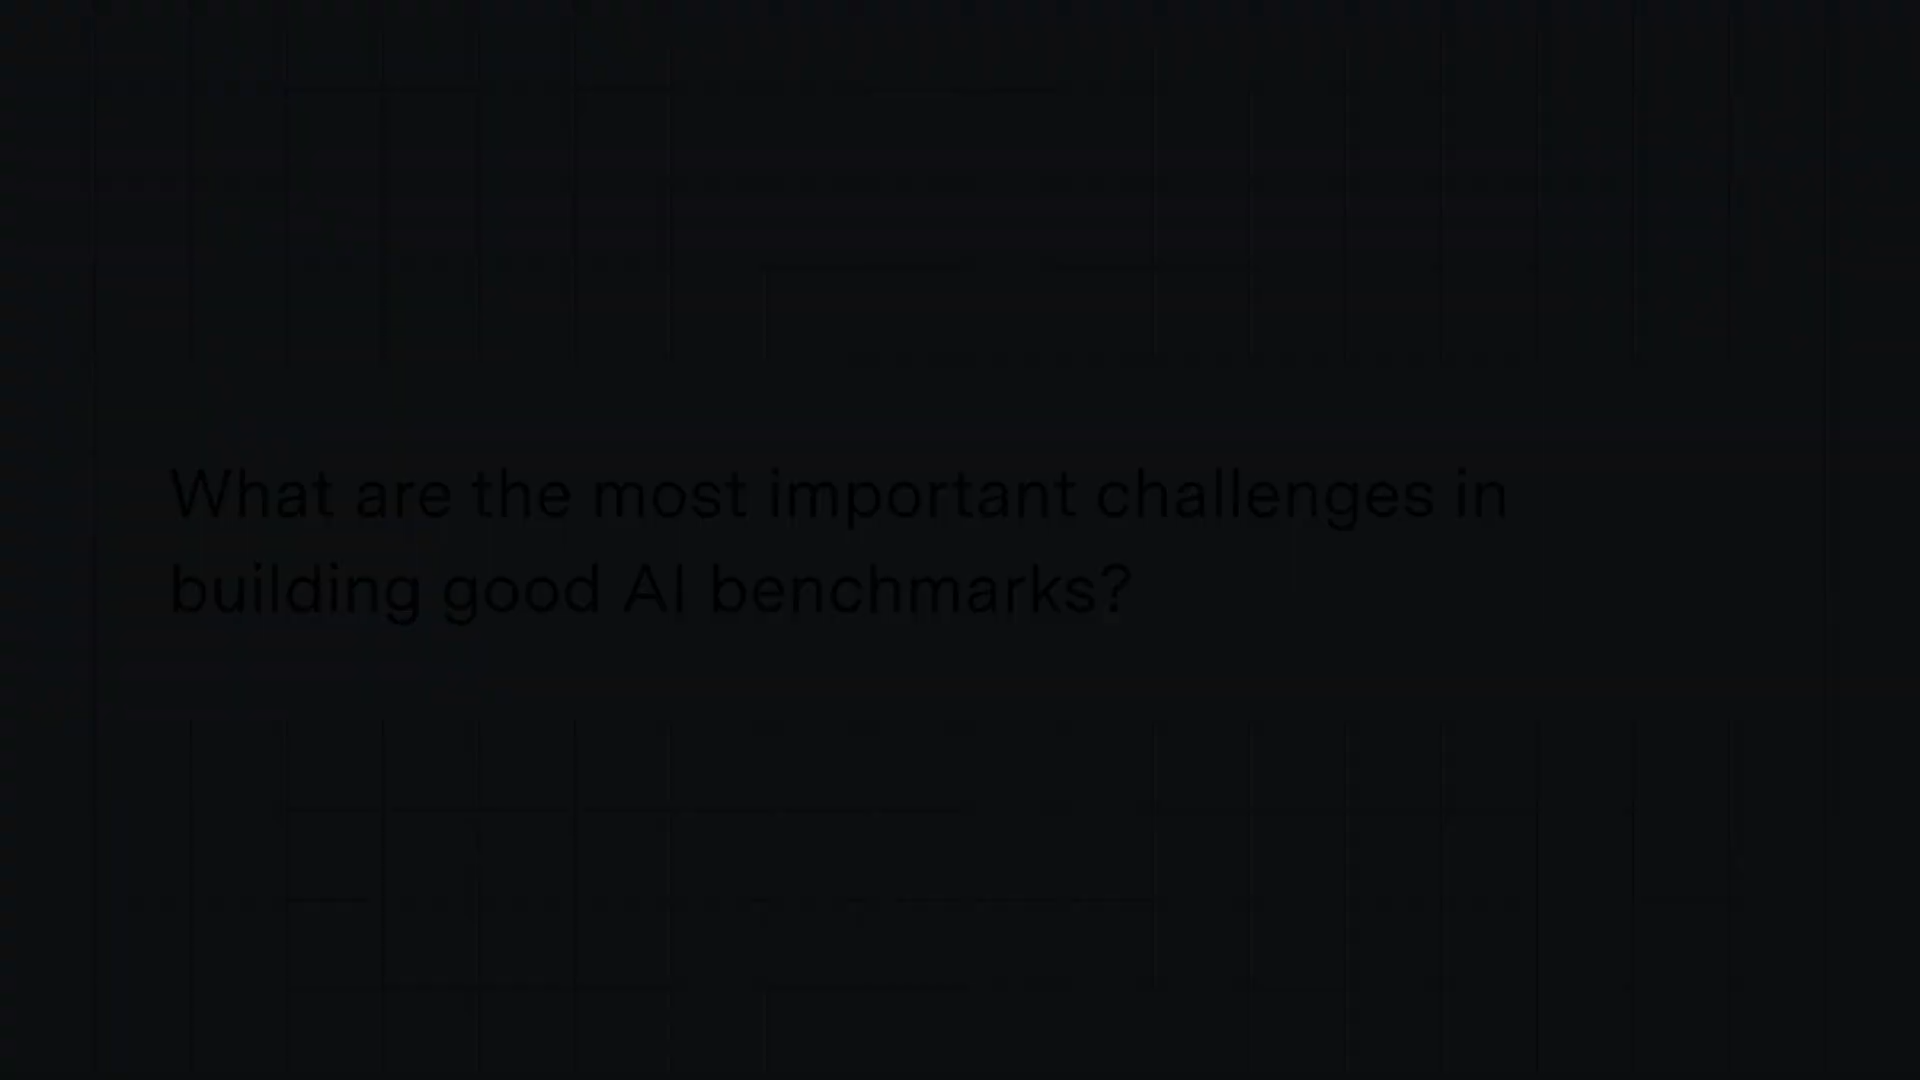 What are the most important challenges in
building good AI benchmarks?